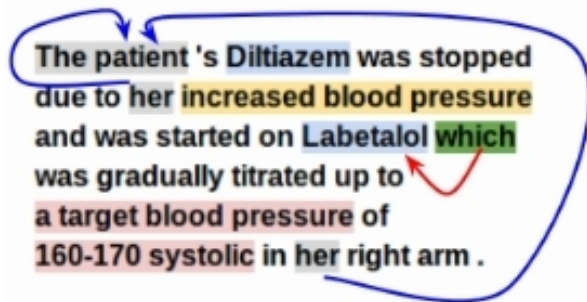 The patient 's Diltiazem was stopped
due to her increased blood pressure
and was started on Labetalol which
was gradually titrated up to
a target blood pressure of
160-170 systolic in her right arm .